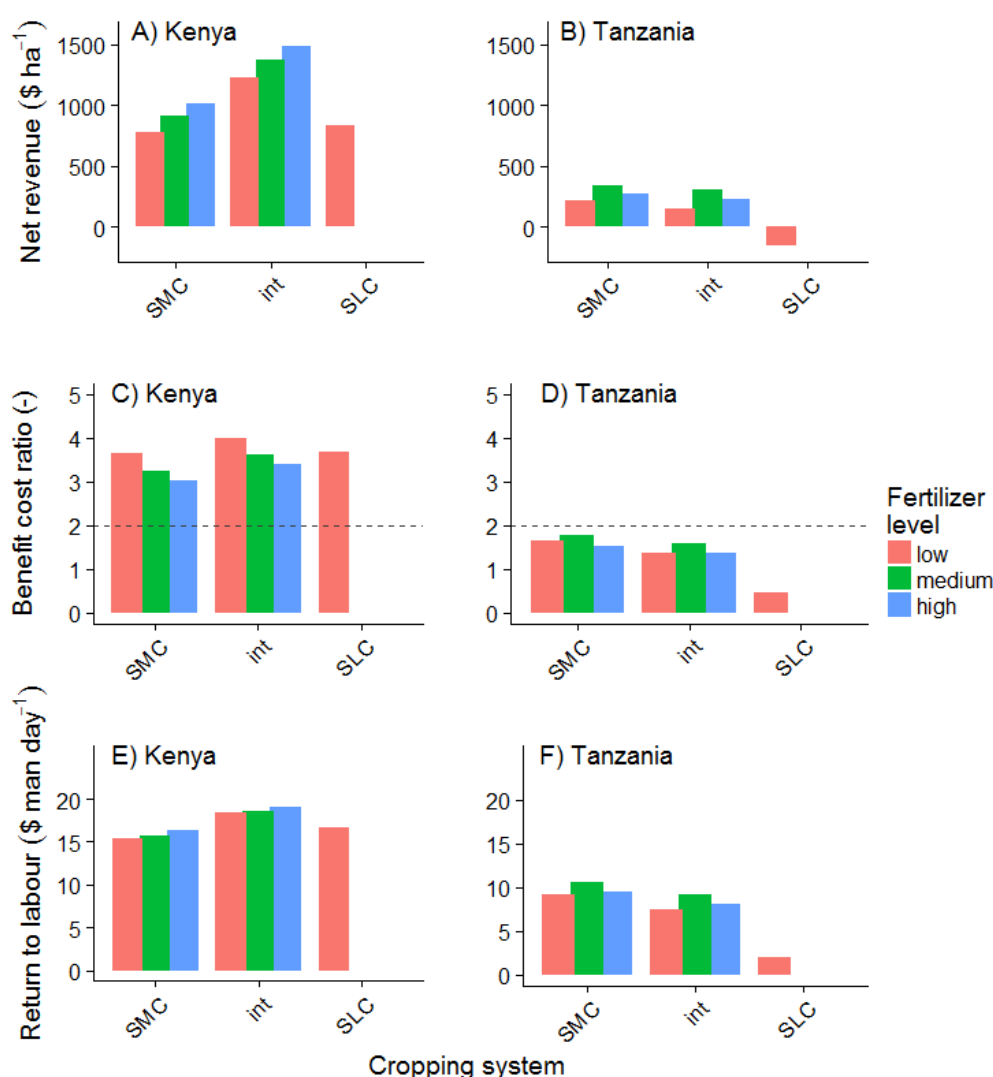 A) Kenya
B) Tanzania
Net revenue ($ ha⁻¹)
1500
1000
500
0
1500
1000
500
0
SMC
int
SLC
SMC
int
SLC
C) Kenya
D) Tanzania
Benefit cost ratio (-)
5
4
3
2
1
0
5
4
3
2
1
0
SMC
int
SLC
SMC
int
SLC
Fertilizer
level
low
medium
high
E) Kenya
F) Tanzania
Return to labour ($ man day⁻¹)
20
15
10
5
0
20
15
10
5
0
SMC
int
SLC
SMC
int
SLC
Cropping system